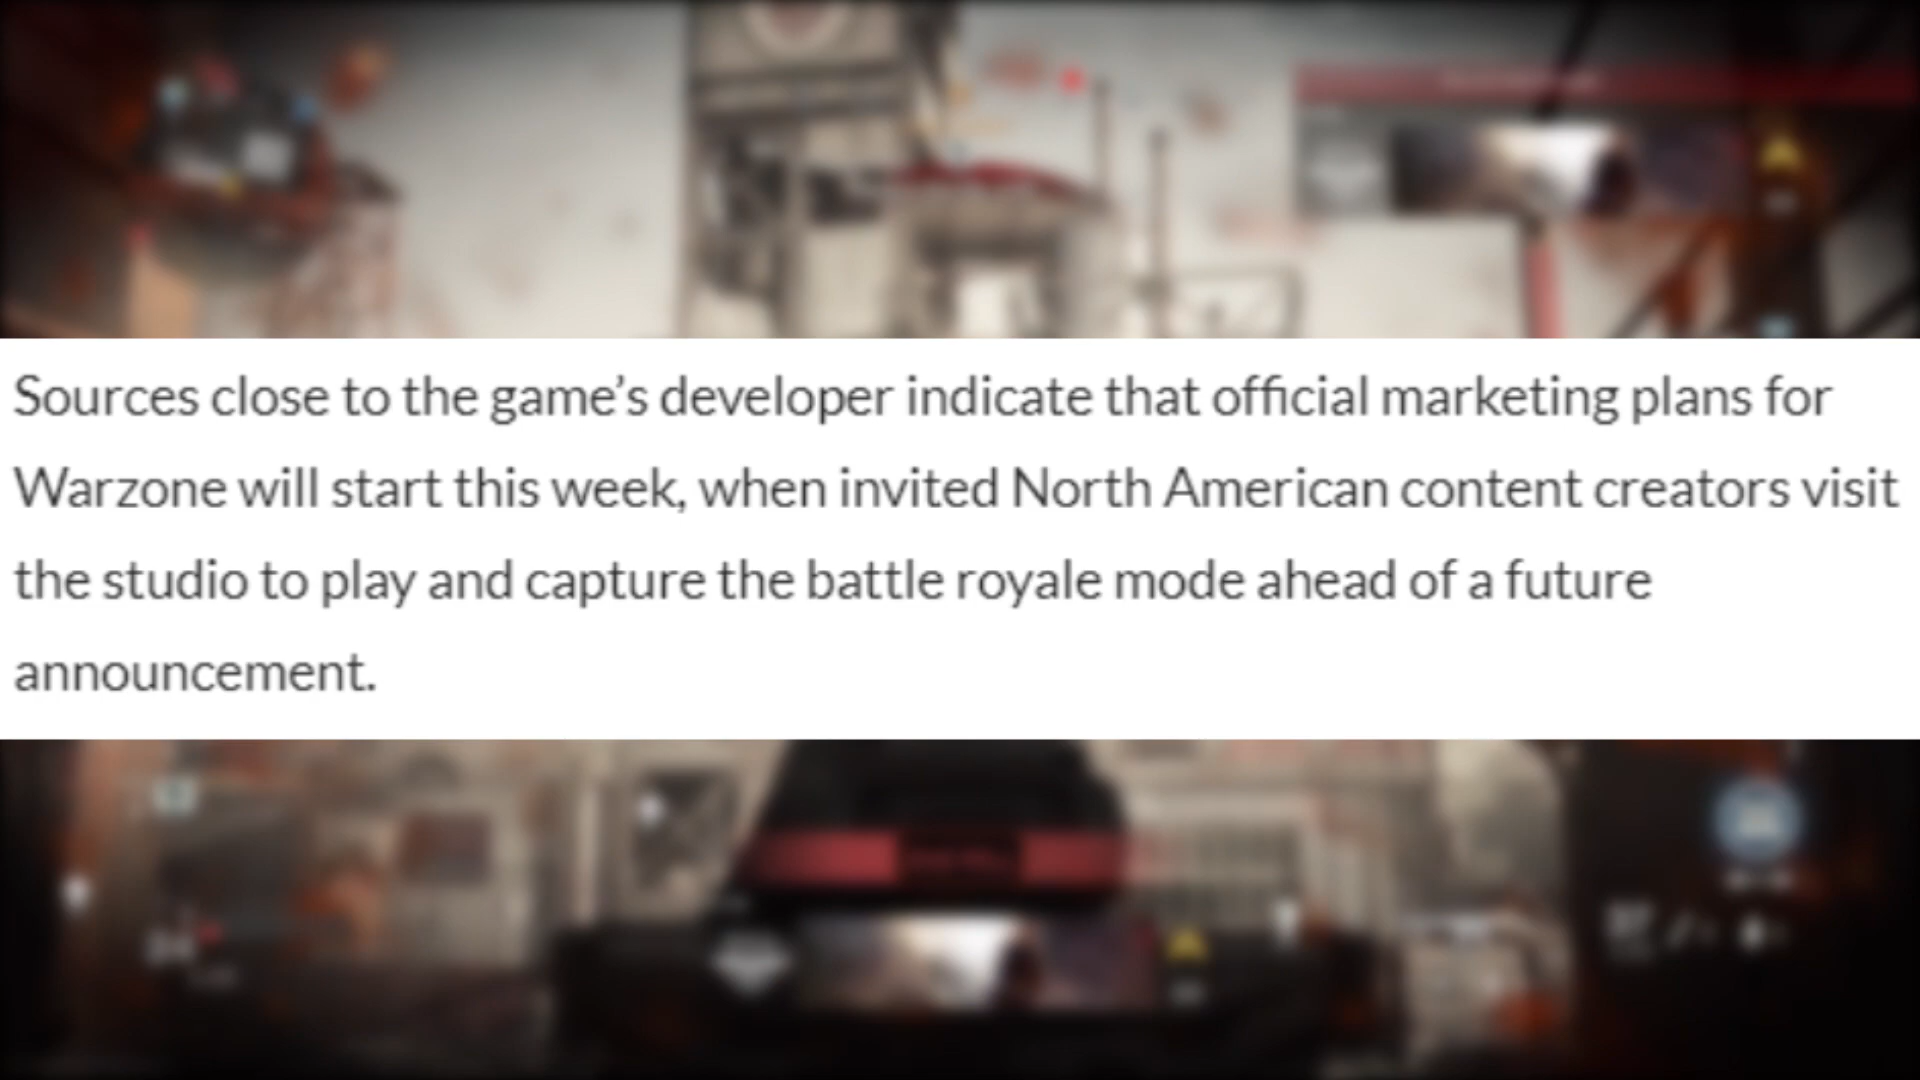 Sources close to the game’s developer indicate that official marketing plans for
Warzone will start this week, when invited North American content creators visit
the studio to play and capture the battle royale mode ahead of a future
announcement.